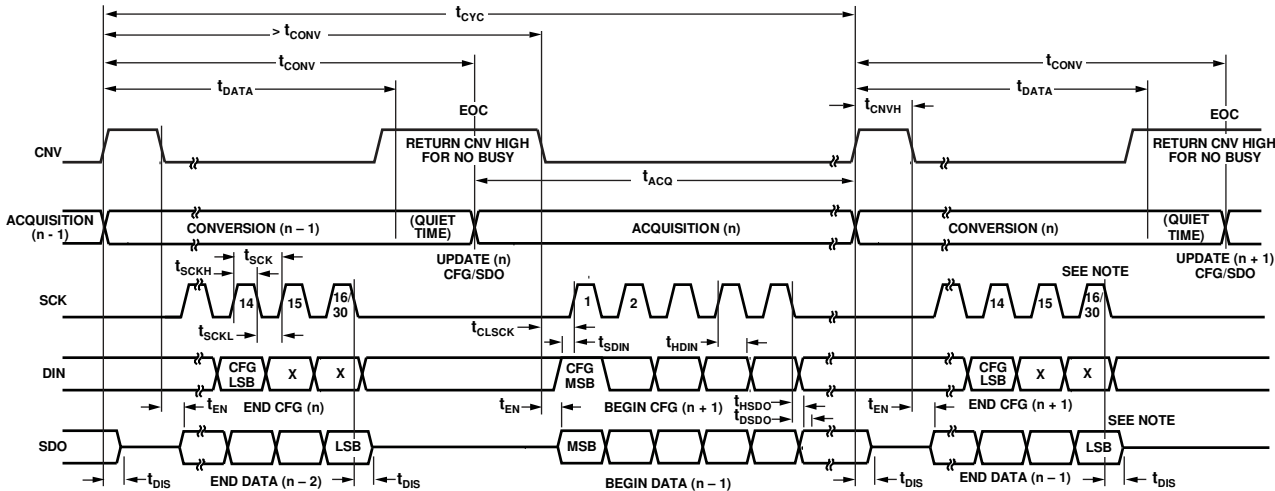 tCYC
> tCONV
tCONV
tCONV
tDATA
tDATA
tCNVH
EOC
EOC
CNV
RETURN CNV HIGH
FOR NO BUSY
RETURN CNV HIGH
FOR NO BUSY
tACQ
ACQUISITION
(n - 1)
CONVERSION (n – 1)
(QUIET
TIME)
ACQUISITION (n)
CONVERSION (n)
(QUIET
TIME)
UPDATE (n)
CFG/SDO
UPDATE (n + 1)
CFG/SDO
tSCK
tSCKH
SEE NOTE
SCK
14
15
16/
30
1
2
14
15
16/
30
tSCKL
tCLSCK
tSDIN
tHDIN
DIN
CFG
LSB
X
X
CFG
MSB
CFG
LSB
X
X
tEN
END CFG (n)
tEN
BEGIN CFG (n + 1)
tHSDO
tDSDO
tEN
END CFG (n + 1)
SEE NOTE
SDO
LSB
MSB
LSB
tDIS
END DATA (n – 2)
tDIS
BEGIN DATA (n – 1)
tDIS
END DATA (n – 1)
tDIS